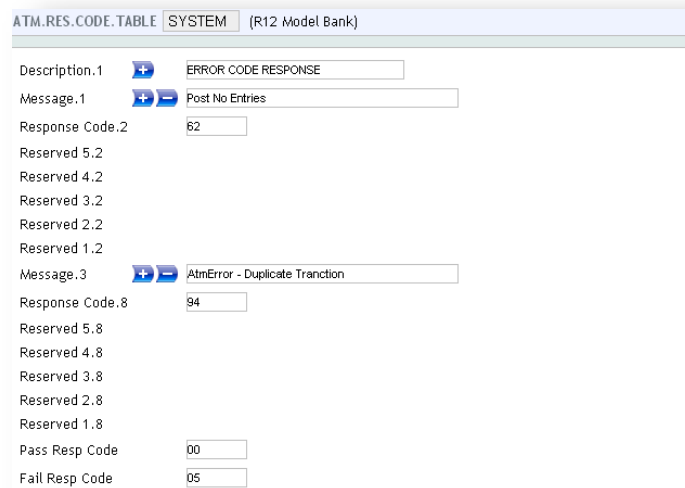 ATM.RES.CODE.TABLE SYSTEM (R12 Model Bank)
Description.1 ERROR CODE RESPONSE
Message.1 Post No Entries
Response Code.2 62
Reserved 5.2
Reserved 4.2
Reserved 3.2
Reserved 2.2
Reserved 1.2
Message.3 AtmError - Duplicate Tranction
Response Code.8 94
Reserved 5.8
Reserved 4.8
Reserved 3.8
Reserved 2.8
Reserved 1.8
Pass Resp Code 00
Fail Resp Code 05